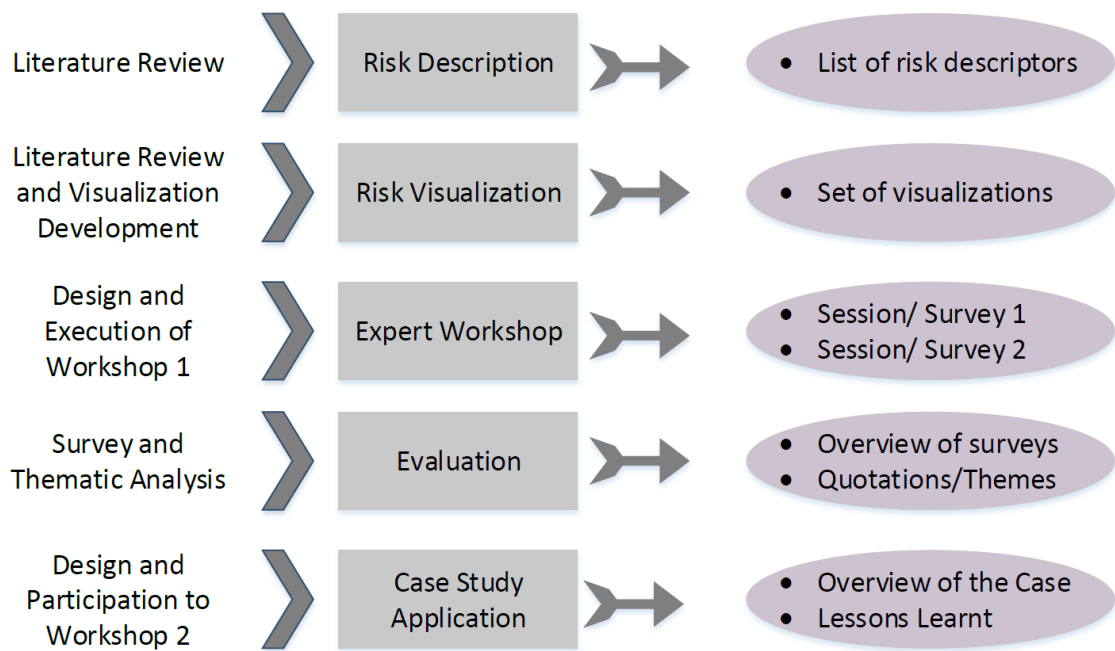 Literature Review
Risk Description
• List of risk descriptors
Literature Review
and Visualization
Development
Risk Visualization
• Set of visualizations
Design and
Execution of
Workshop 1
Expert Workshop
• Session/ Survey 1
• Session/ Survey 2
Survey and
Thematic Analysis
Evaluation
• Overview of surveys
• Quotations/Themes
Design and
Participation to
Workshop 2
Case Study
Application
• Overview of the Case
• Lessons Learnt